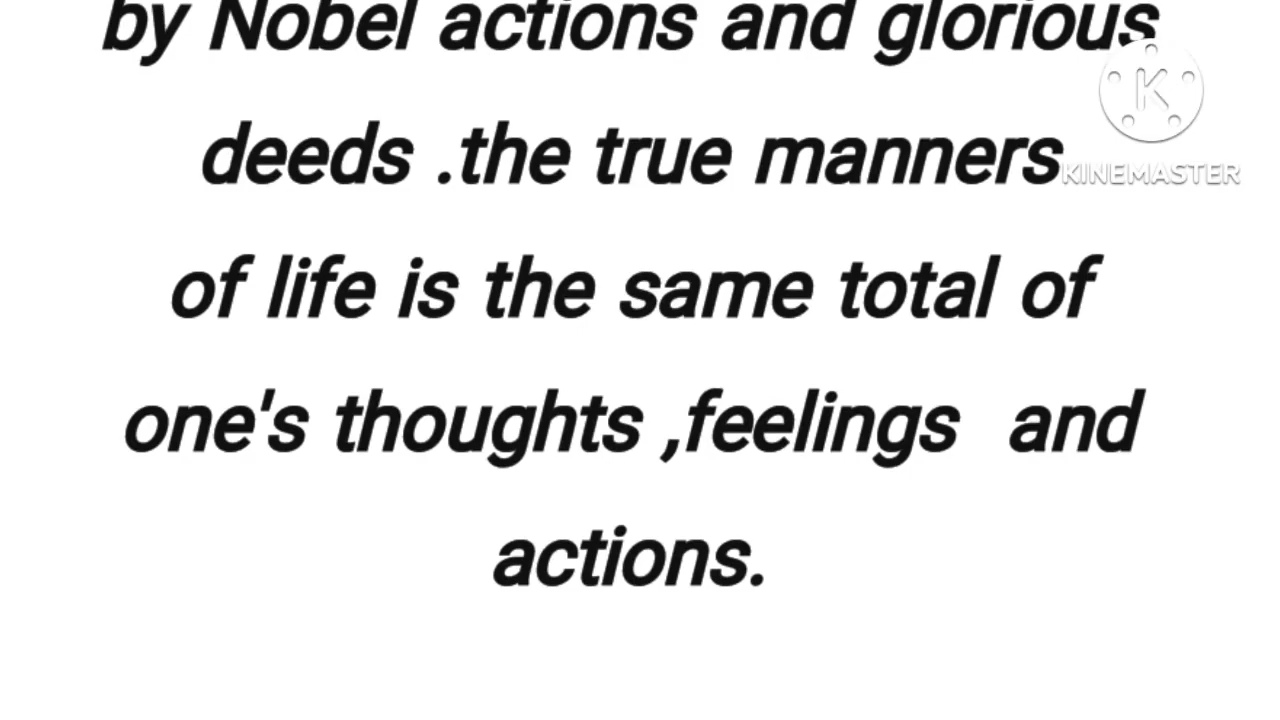 by Nobel actions and glorious
K
deeds .the true manners
KINEMASTER
of life is the same total of
one's thoughts ,feelings  and
actions.